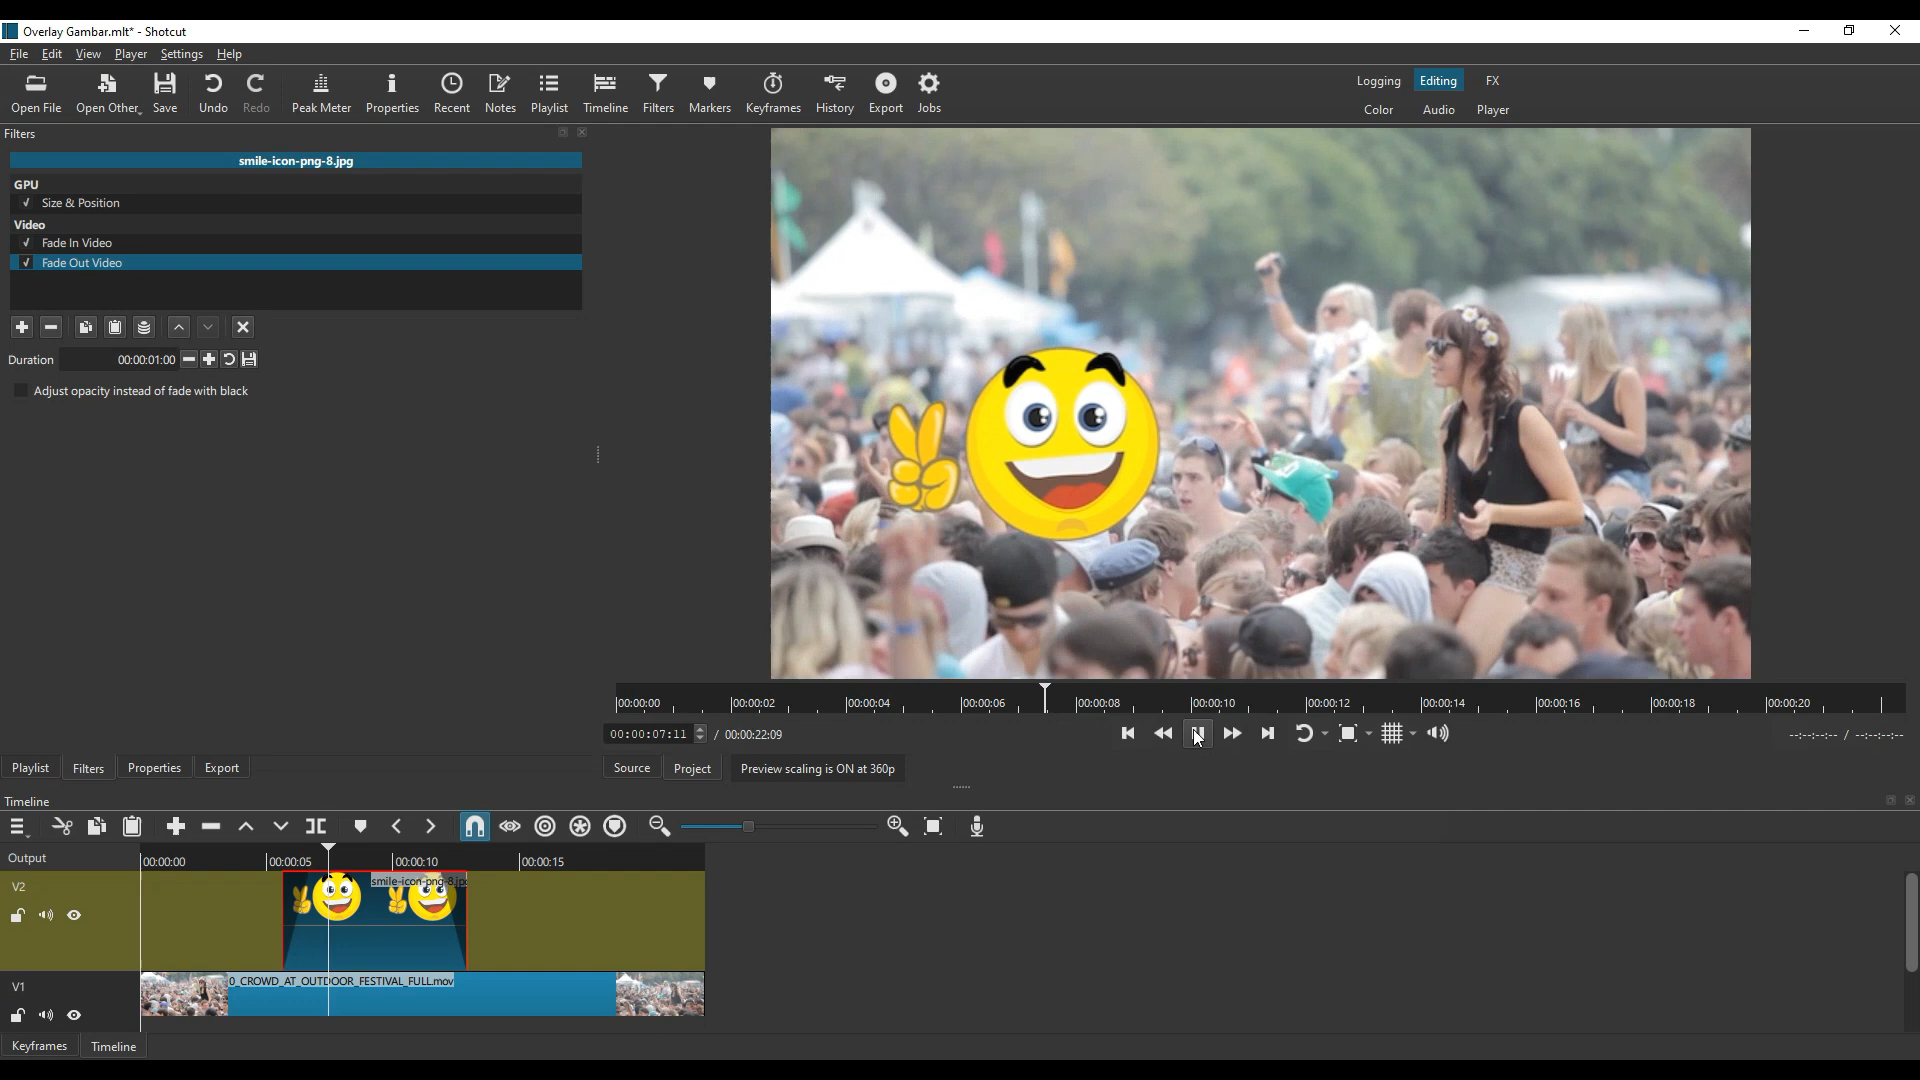 Overlay Gambar.mlt* - Shotcut
File Edit View Player Settings Help
Open File Open Other. Save Undo Redo Peak Meter Properties Recent Notes Playlist Timeline Filters Markers Keyframes History Export Jobs
Logging Editing FX
Color Audio Player
Filters
smile-icon-png-8.jpg
GPU
Size & Position
Video
Fade In Video
Fade Out Video
Duration 00:00:01:00
Adjust opacity instead of fade with black
00:00:00 00:00:02 00:00:04 00:00:06 00:00:08 00:00:10 00:00:12 00:00:14 00:00:16 00:00:18 00:00:20
00:00:07:11 / 00:00:22:09
--:--:--:-- / --:--:--:--
Playlist Filters Properties Export
Source Project Preview scaling is ON at 360p
Timeline
Output 00:00:00 00:00:05 00:00:10 00:00:15
V2
smile-icon-png-8.jp
V1
0_CROWD_AT_OUTDOOR_FESTIVAL_FULL.mov
Keyframes Timeline